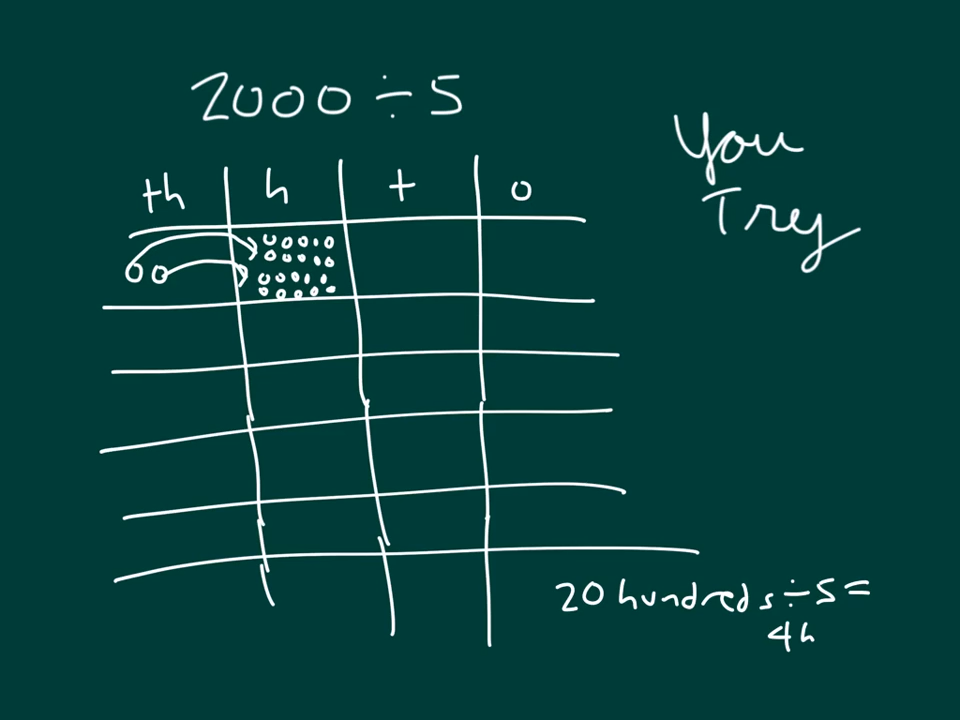 2000 ÷ 5
You
Try
th h t o
20 hundreds ÷ 5 =
4h